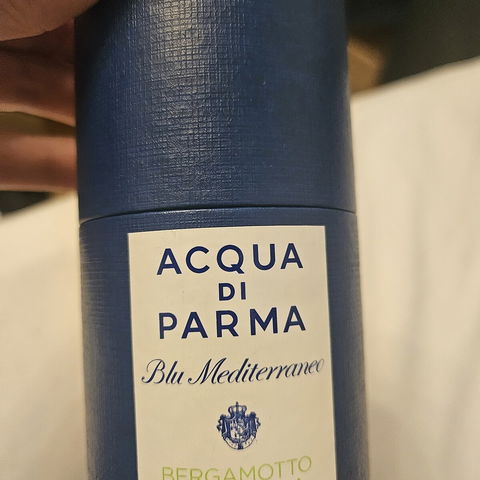 ACQUA
DI
PARMA
Blu Mediterraneo
BERGAMOTTO